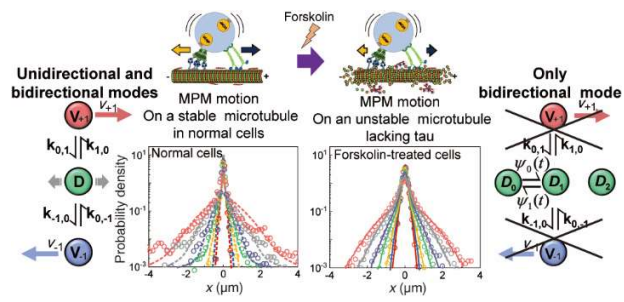 Forskolin
Unidirectional and
bidirectional modes
MPM motion
On a stable microtubule
in normal cells
MPM motion
On an unstable microtubule
lacking tau
Only
bidirectional mode
V+1
v+1
k0,1
k1,0
D
k-1,0
k0,-1
V-1
v-1
Normal cells
Probability density
10-1
10-3
-4 -2 0 2 4
x (μm)
Forskolin-treated cells
10-1
10-3
-4 -2 0 2 4
x (μm)
V+1
v+1
k0,1
k1,0
ψ0(t)
D0
D1
D2
ψ1(t)
k-1,0
k0,-1
V-1
v-1